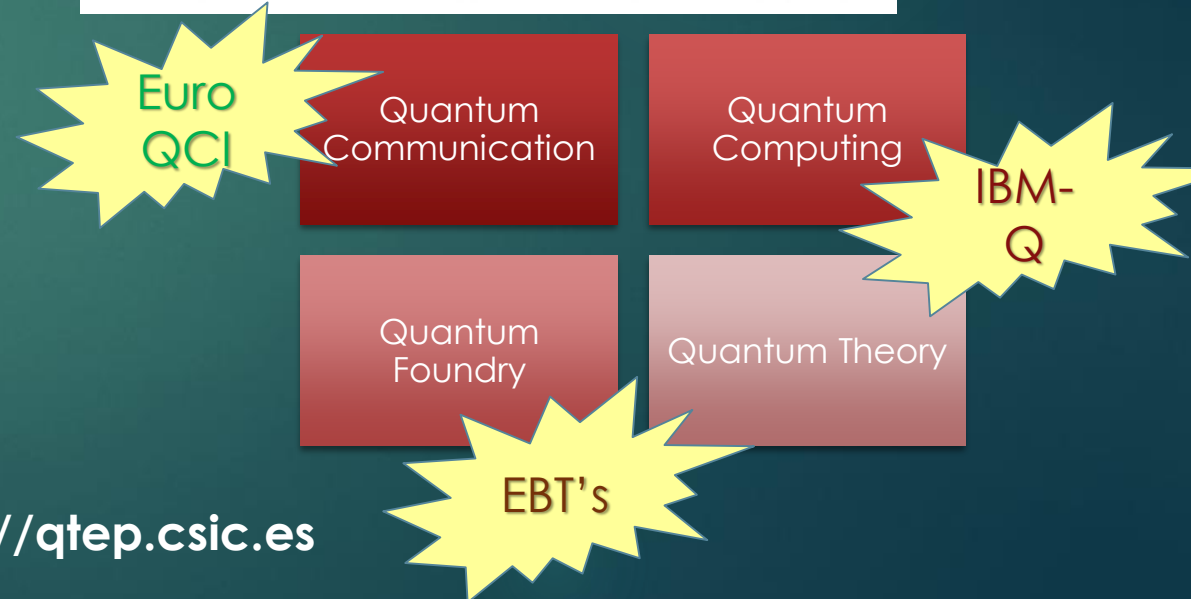 Euro
QCI
Quantum
Communication
Quantum
Computing
IBM-
Q
Quantum
Foundry
Quantum Theory
EBT’s
//qtep.csic.es